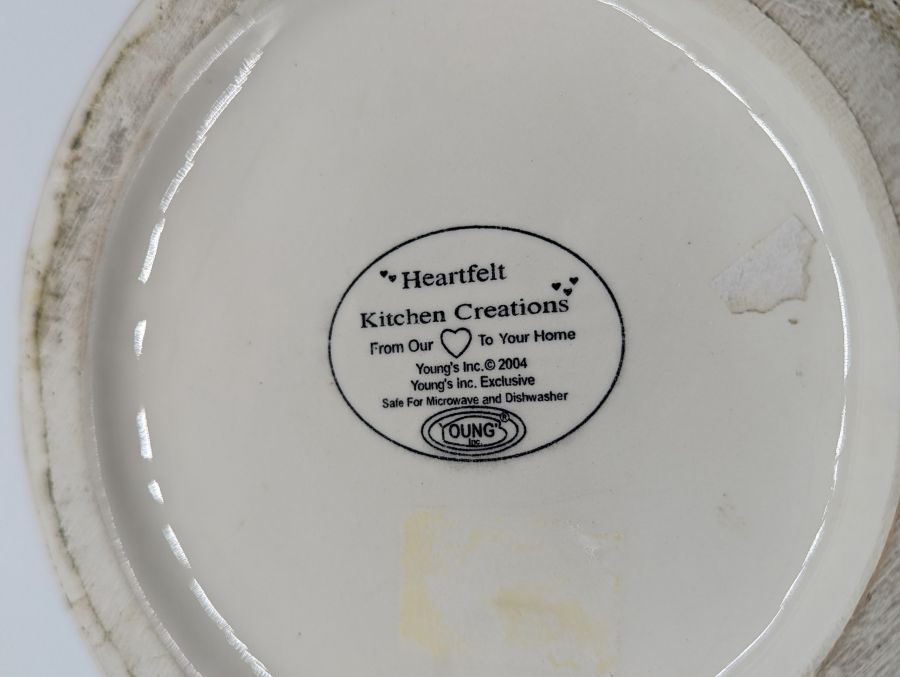 Heartfelt
Kitchen Creations
From Our To Your Home
Young's Inc.© 2004
Young's Inc. Exclusive
Safe For Microwave and Dishwasher
YOUNG'S®
Inc.